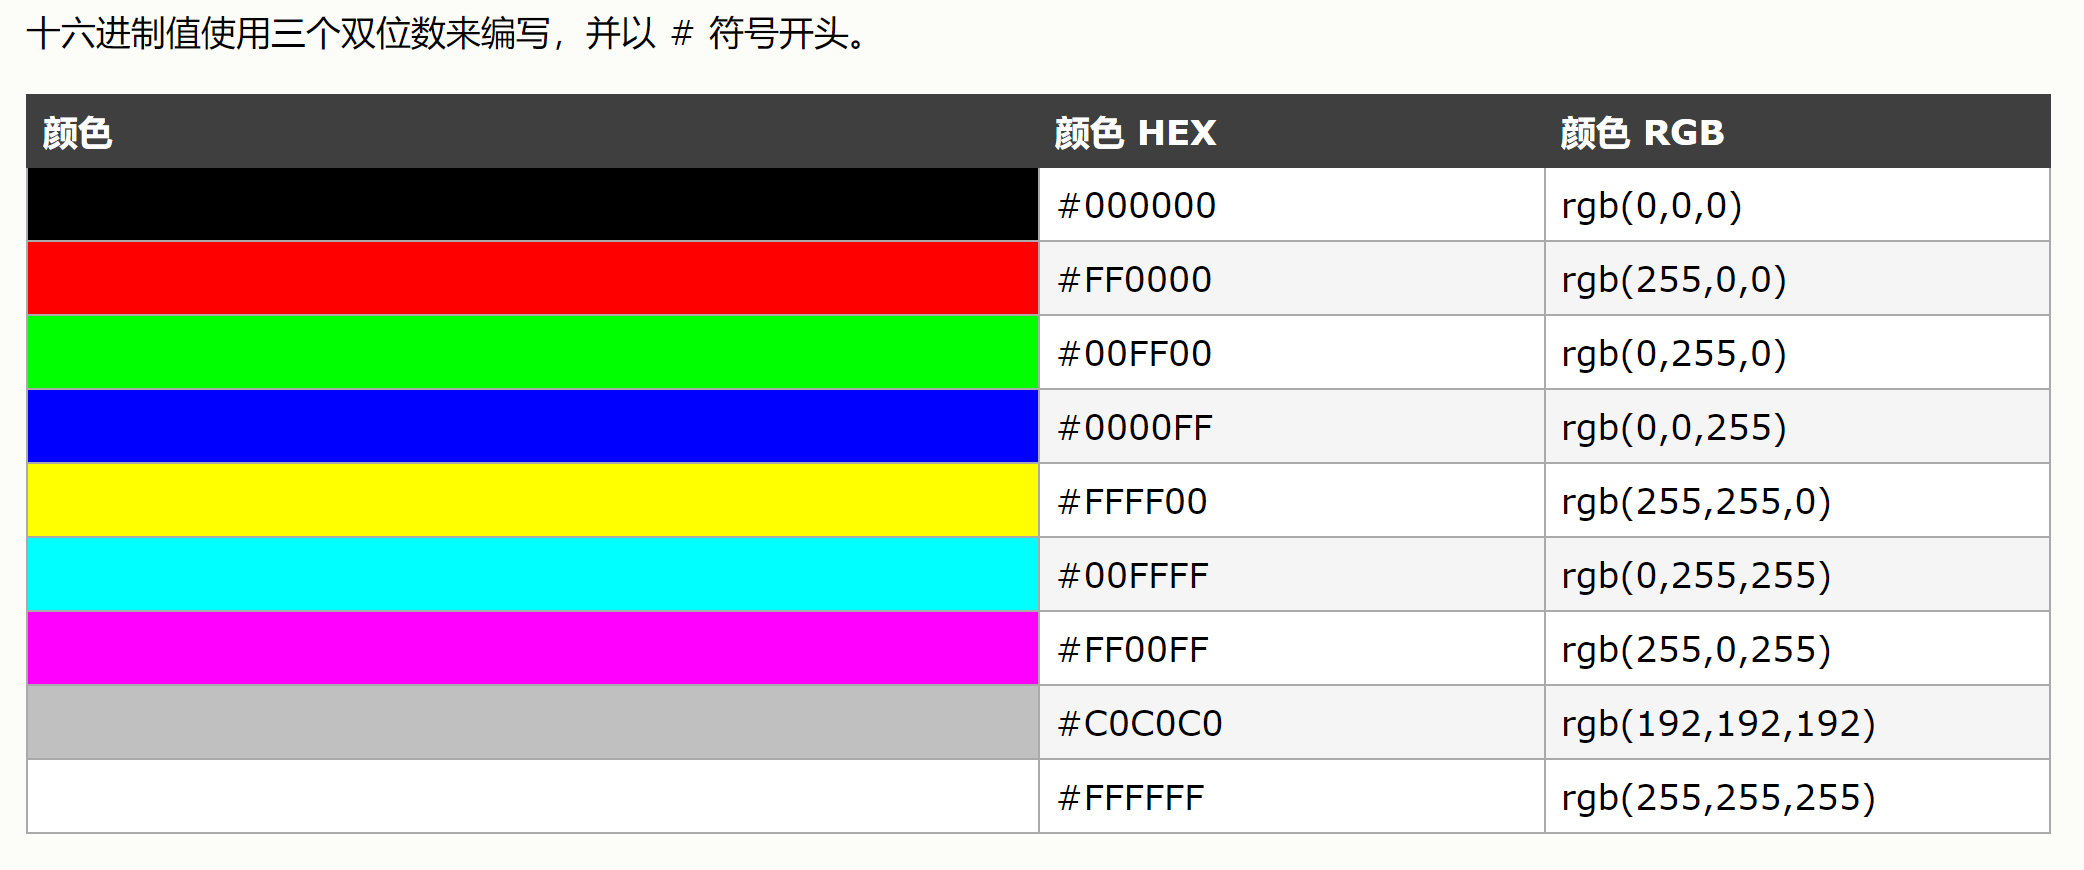 十六进制值使用三个双位数来编写，并以 # 符号开头。
颜色 颜色 HEX 颜色 RGB
#000000 rgb(0,0,0)
#FF0000 rgb(255,0,0)
#00FF00 rgb(0,255,0)
#0000FF rgb(0,0,255)
#FFFF00 rgb(255,255,0)
#00FFFF rgb(0,255,255)
#FF00FF rgb(255,0,255)
#C0C0C0 rgb(192,192,192)
#FFFFFF rgb(255,255,255)